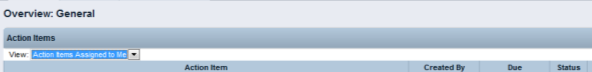 Overview: General
Action Items
View: Action Items Assigned to Me
Action Item Created By Due Status